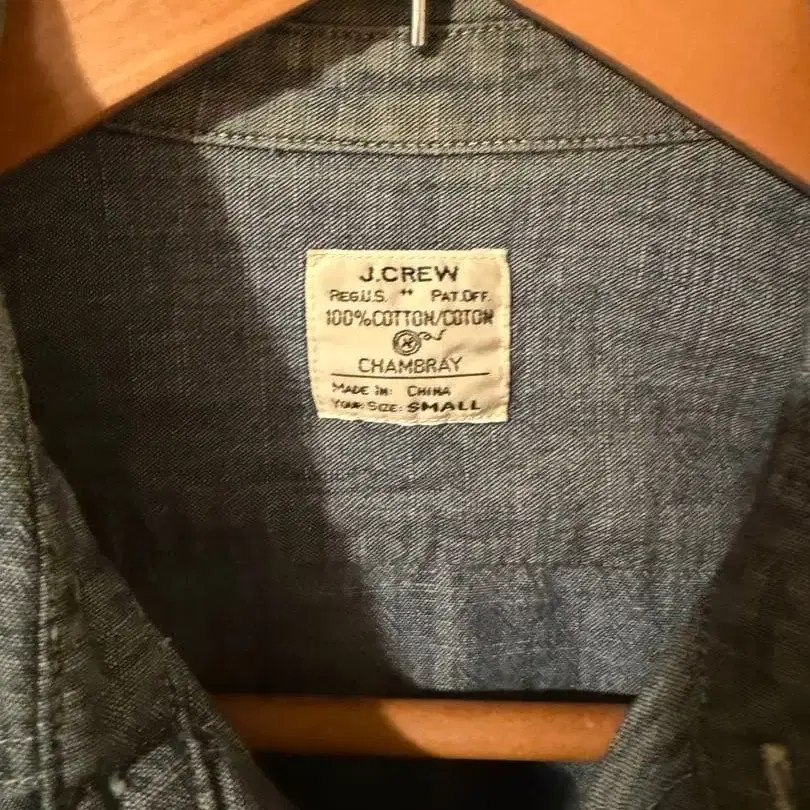 J.CREW
REG.U.S. " PAT.OFF.
100%COTTON/COTON
CHAMBRAY
MADE IN: CHINA
YOUR SIZE: SMALL